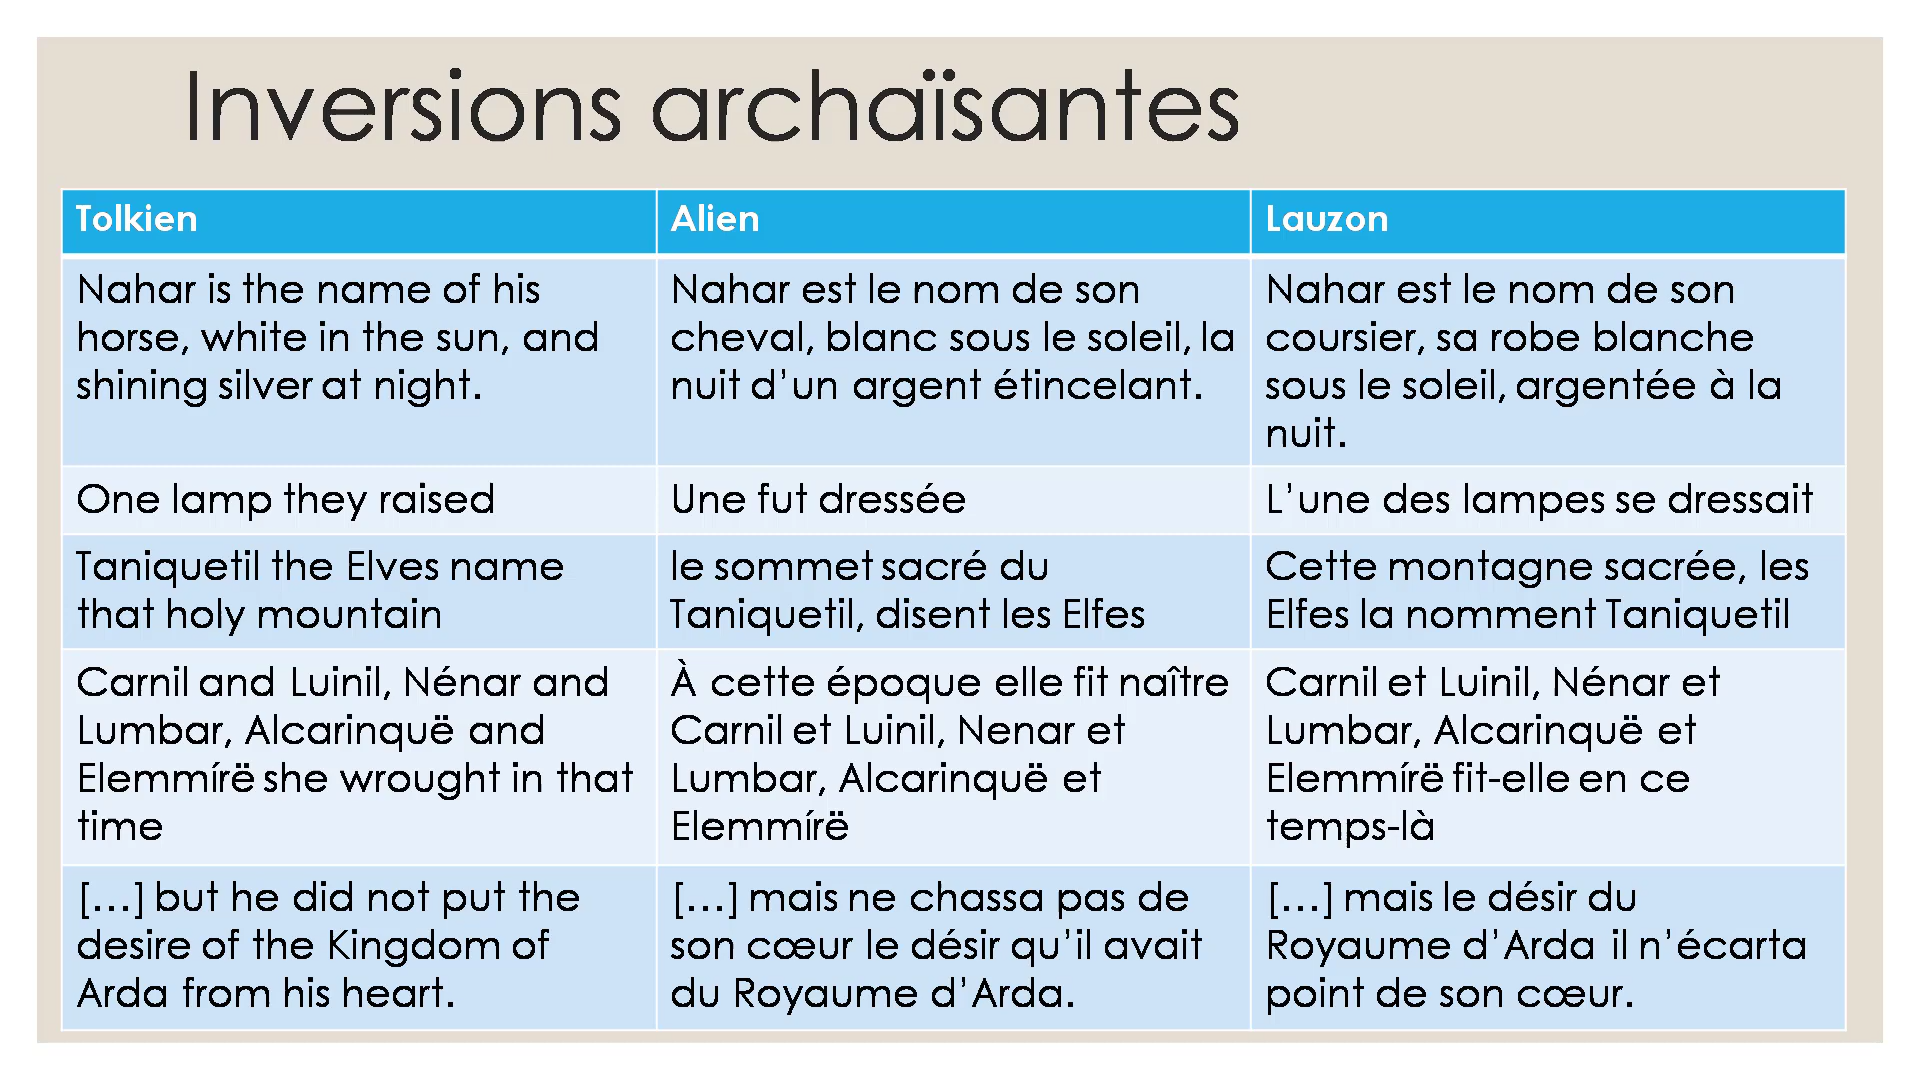 Inversions archaïsantes
Tolkien
Alien
Lauzon
Nahar is the name of his
horse, white in the sun, and
shining silver at night.
Nahar est le nom de son
cheval, blanc sous le soleil, la
nuit d’un argent étincelant.
Nahar est le nom de son
coursier, sa robe blanche
sous le soleil, argentée à la
nuit.
One lamp they raised
Une fut dressée
L’une des lampes se dressait
Taniquetil the Elves name
that holy mountain
le sommet sacré du
Taniquetil, disent les Elfes
Cette montagne sacrée, les
Elfes la nomment Taniquetil
Carnil and Luinil, Nénar and
Lumbar, Alcarinquë and
Elemmírë she wrought in that
time
À cette époque elle fit naître
Carnil et Luinil, Nenar et
Lumbar, Alcarinquë et
Elemmírë
Carnil et Luinil, Nénar et
Lumbar, Alcarinquë et
Elemmírë fit-elle en ce
temps-là
[…] but he did not put the
desire of the Kingdom of
Arda from his heart.
[…] mais ne chassa pas de
son cœur le désir qu’il avait
du Royaume d’Arda.
[…] mais le désir du
Royaume d’Arda il n’écarta
point de son cœur.